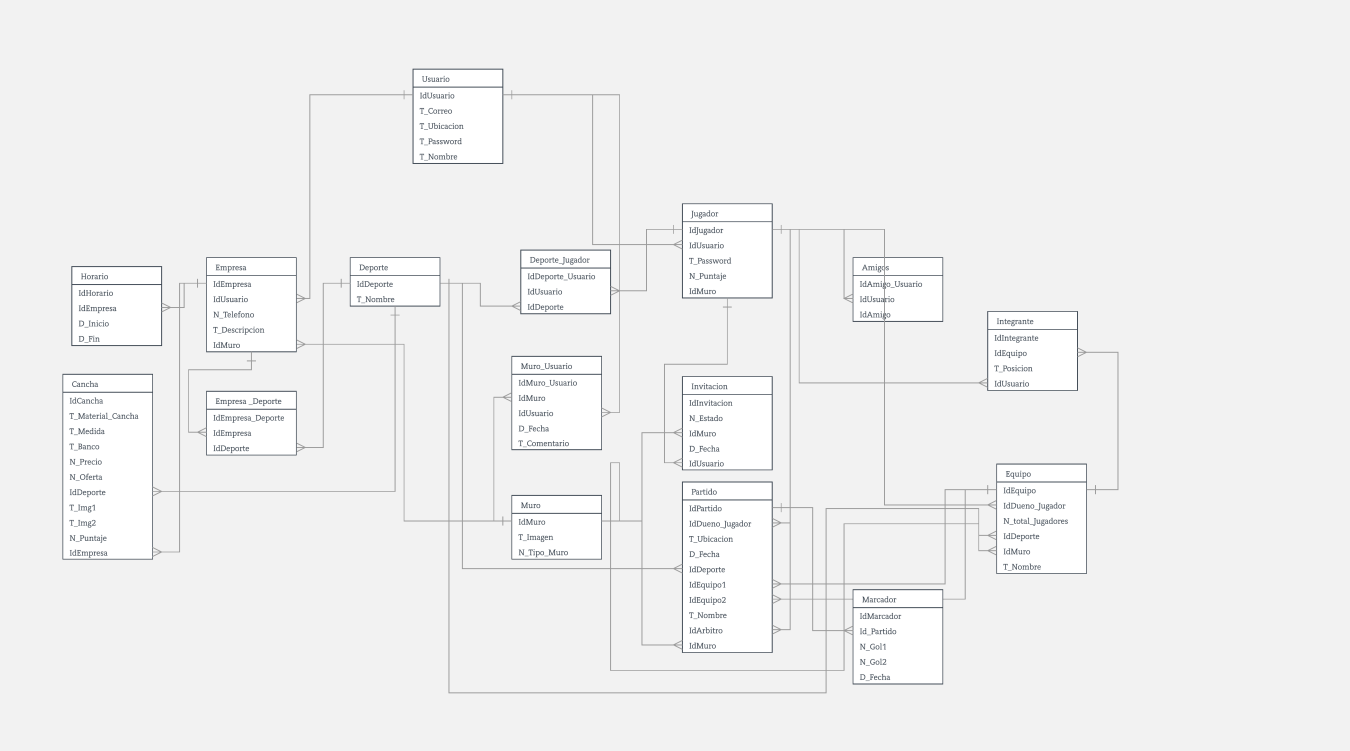 Usuario
IdUsuario
T_Correo
T_Ubicacion
T_Password
T_Nombre
Jugador
IdJugador
IdUsuario
T_Password
N_Puntaje
IdMuro
Horario
IdHorario
IdEmpresa
D_Inicio
D_Fin
Empresa
IdEmpresa
IdUsuario
N_Telefono
T_Descripcion
IdMuro
Deporte
IdDeporte
T_Nombre
Deporte_Jugador
IdDeporte_Usuario
IdUsuario
IdDeporte
Amigos
IdAmigo_Usuario
IdUsuario
IdAmigo
Integrante
IdIntegrante
IdEquipo
T_Posicion
IdUsuario
Cancha
IdCancha
T_Material_Cancha
T_Medida
T_Banco
N_Precio
N_Oferta
IdDeporte
T_Img1
T_Img2
N_Puntaje
IdEmpresa
Empresa _Deporte
IdEmpresa_Deporte
IdEmpresa
IdDeporte
Muro_Usuario
IdMuro_Usuario
IdMuro
IdUsuario
D_Fecha
T_Comentario
Invitacion
IdInvitacion
N_Estado
IdMuro
D_Fecha
IdUsuario
Muro
IdMuro
T_Imagen
N_Tipo_Muro
Partido
IdPartido
IdDueno_Jugador
T_Ubicacion
D_Fecha
IdDeporte
IdEquipo1
IdEquipo2
T_Nombre
IdArbitro
IdMuro
Equipo
IdEquipo
IdDueno_Jugador
N_total_Jugadores
IdDeporte
IdMuro
T_Nombre
Marcador
IdMarcador
Id_Partido
N_Gol1
N_Gol2
D_Fecha